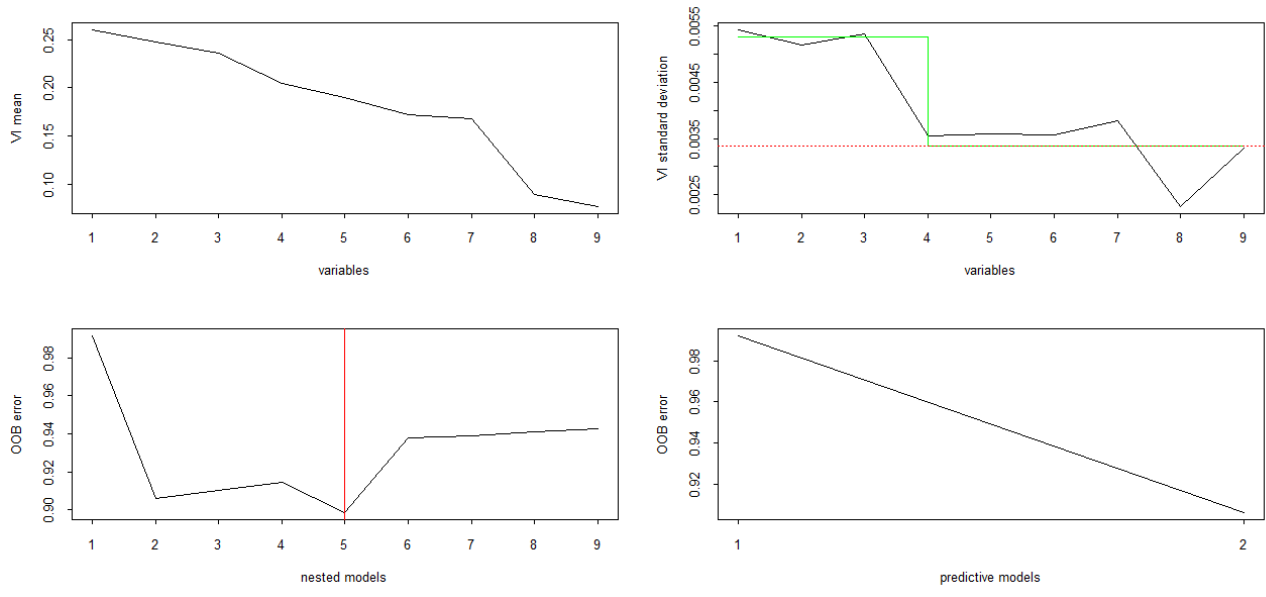 VI mean
0.10 0.15 0.20 0.25
1 2 3 4 5 6 7 8 9
variables
VI standard deviation
0.0025 0.0035 0.0045 0.0055
1 2 3 4 5 6 7 8 9
variables
OOB error
0.90 0.92 0.94 0.96 0.98
1 2 3 4 5 6 7 8 9
nested models
OOB error
0.92 0.94 0.96 0.98
1 2
predictive models